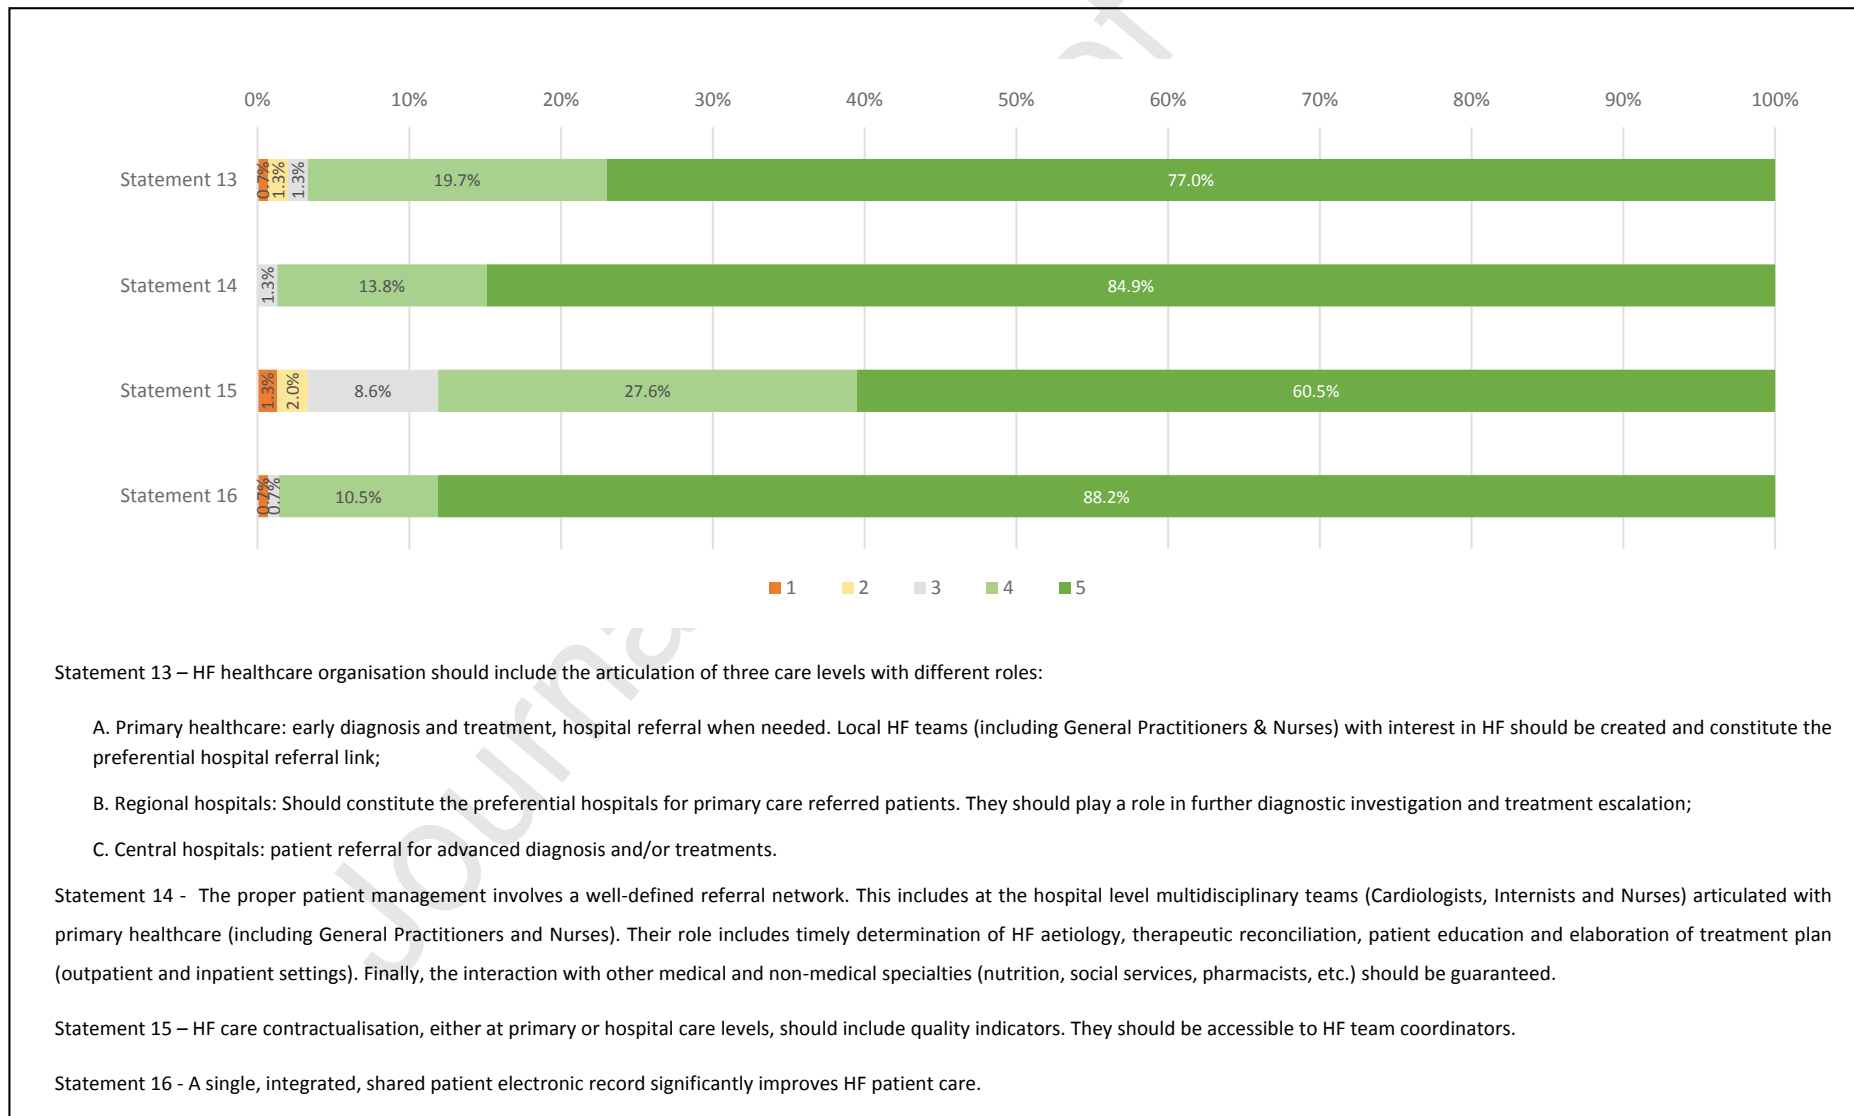 0% 10% 20% 30% 40% 50% 60% 70% 80% 90% 100%
Statement 13 0.7% 1.3% 1.3% 19.7% 77.0%
Statement 14 1.3% 13.8% 84.9%
Statement 15 1.3% 2.0% 8.6% 27.6% 60.5%
Statement 16 0.7% 0.7% 10.5% 88.2%
1 2 3 4 5
Statement 13 – HF healthcare organisation should include the articulation of three care levels with different roles:
A. Primary healthcare: early diagnosis and treatment, hospital referral when needed. Local HF teams (including General Practitioners & Nurses) with interest in HF should be created and constitute the
preferential hospital referral link;
B. Regional hospitals: Should constitute the preferential hospitals for primary care referred patients. They should play a role in further diagnostic investigation and treatment escalation;
C. Central hospitals: patient referral for advanced diagnosis and/or treatments.
Statement 14 - The proper patient management involves a well-defined referral network. This includes at the hospital level multidisciplinary teams (Cardiologists, Internists and Nurses) articulated with
primary healthcare (including General Practitioners and Nurses). Their role includes timely determination of HF aetiology, therapeutic reconciliation, patient education and elaboration of treatment plan
(outpatient and inpatient settings). Finally, the interaction with other medical and non-medical specialties (nutrition, social services, pharmacists, etc.) should be guaranteed.
Statement 15 – HF care contractualisation, either at primary or hospital care levels, should include quality indicators. They should be accessible to HF team coordinators.
Statement 16 - A single, integrated, shared patient electronic record significantly improves HF patient care.